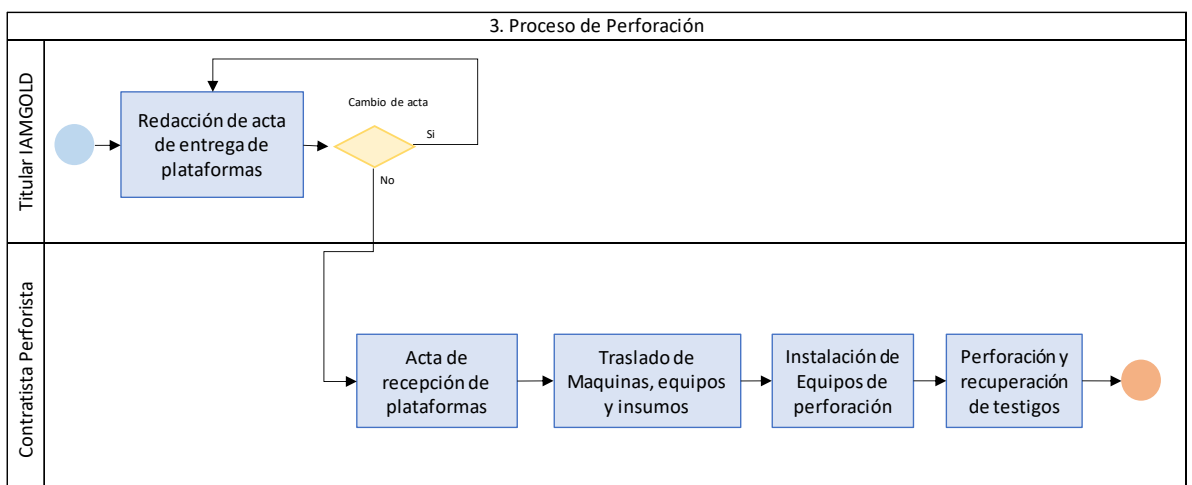 3. Proceso de Perforación
Titular IAMGOLD
Redacción de acta
de entrega de
plataformas
Cambio de acta
Si
No
Contratista Perforista
Acta de
recepción de
plataformas
Traslado de
Maquinas, equipos
y insumos
Instalación de
Equipos de
perforación
Perforación y
recuperación
de testigos